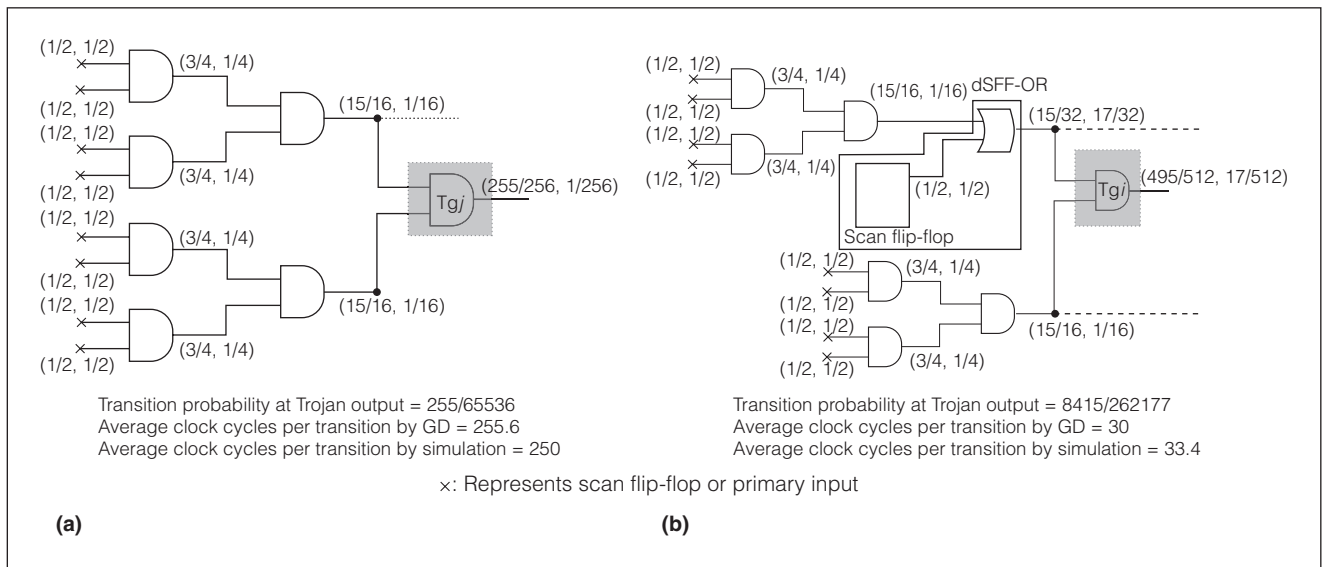 (1/2, 1/2)
(3/4, 1/4)
(1/2, 1/2)
(15/16, 1/16)
(1/2, 1/2)
(3/4, 1/4)
(1/2, 1/2)
(255/256, 1/256)
Tgj
(1/2, 1/2)
(3/4, 1/4)
(1/2, 1/2)
(15/16, 1/16)
(1/2, 1/2)
(3/4, 1/4)
(1/2, 1/2)
Transition probability at Trojan output = 255/65536
Average clock cycles per transition by GD = 255.6
Average clock cycles per transition by simulation = 250
(a)
(1/2, 1/2)
(3/4, 1/4)
dSFF-OR
(15/16, 1/16)
(1/2, 1/2)
(15/32, 17/32)
(1/2, 1/2)
(3/4, 1/4)
(1/2, 1/2)
(1/2, 1/2)
Scan flip-flop
(495/512, 17/512)
Tgj
(1/2, 1/2)
(3/4, 1/4)
(1/2, 1/2)
(15/16, 1/16)
(1/2, 1/2)
(3/4, 1/4)
(1/2, 1/2)
Transition probability at Trojan output = 8415/262177
Average clock cycles per transition by GD = 30
Average clock cycles per transition by simulation = 33.4
×: Represents scan flip-flop or primary input
(b)